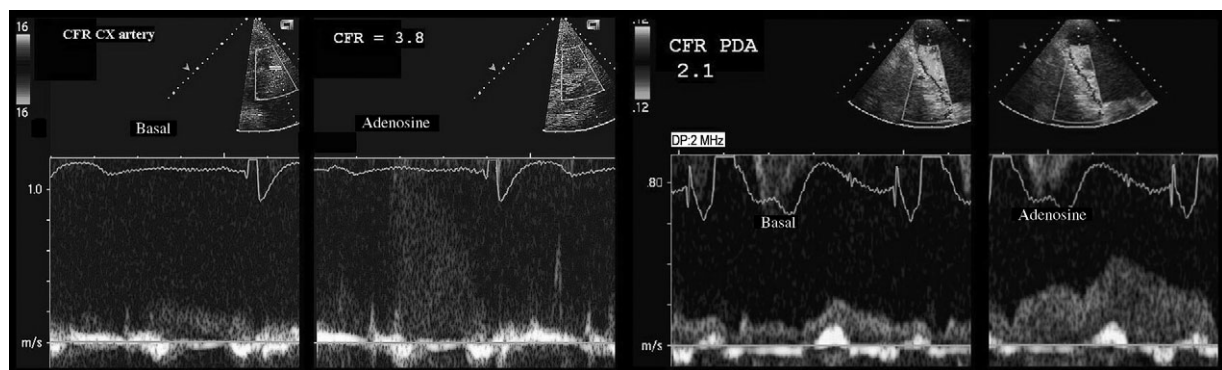 16
CFR CX artery
16
Basal
CFR = 3.8
Adenosine
1.0
m/s
.12
CFR PDA
2.1
.12
DP:2 MHz
.80
Basal
Adenosine
m/s